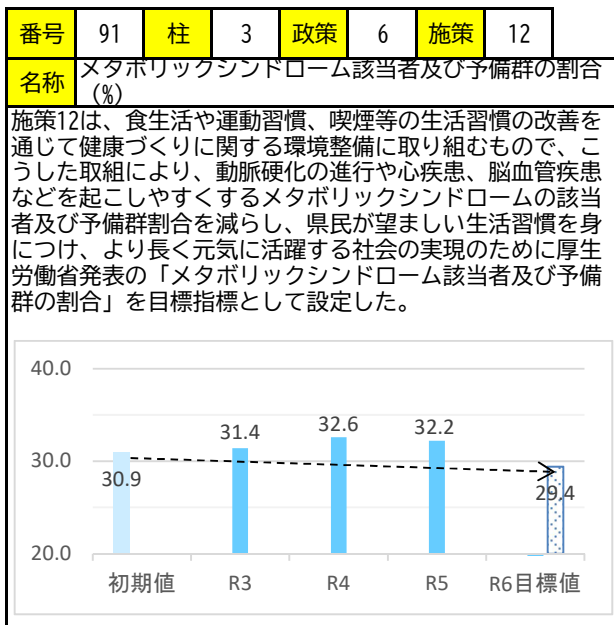 番号 91 柱 3 政策 6 施策 12
名称 メタボリックシンドローム該当者及び予備群の割合
(%)
施策12は、食生活や運動習慣、喫煙等の生活習慣の改善を
通じて健康づくりに関する環境整備に取り組むもので、こ
うした取組により、動脈硬化の進行や心疾患、脳血管疾患
などを起こしやすくするメタボリックシンドロームの該当
者及び予備群割合を減らし、県民が望ましい生活習慣を身
につけ、より長く元気に活躍する社会の実現のために厚生
労働省発表の「メタボリックシンドローム該当者及び予備
群の割合」を目標指標として設定した。
40.0
30.0
20.0
30.9
31.4
32.6
32.2
29.4
初期値 R3 R4 R5 R6目標値